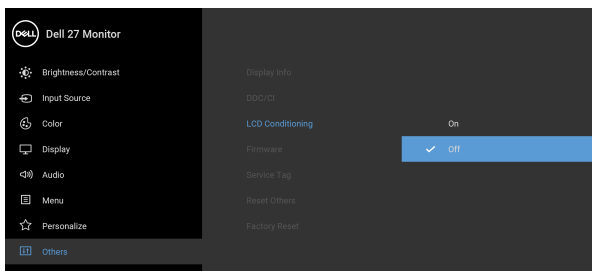 DELL Dell 27 Monitor
Brightness/Contrast Display Info
Input Source DDC/CI
Color LCD Conditioning On
Display Firmware Off
Audio Service Tag
Menu Reset Others
Personalize Factory Reset
Others